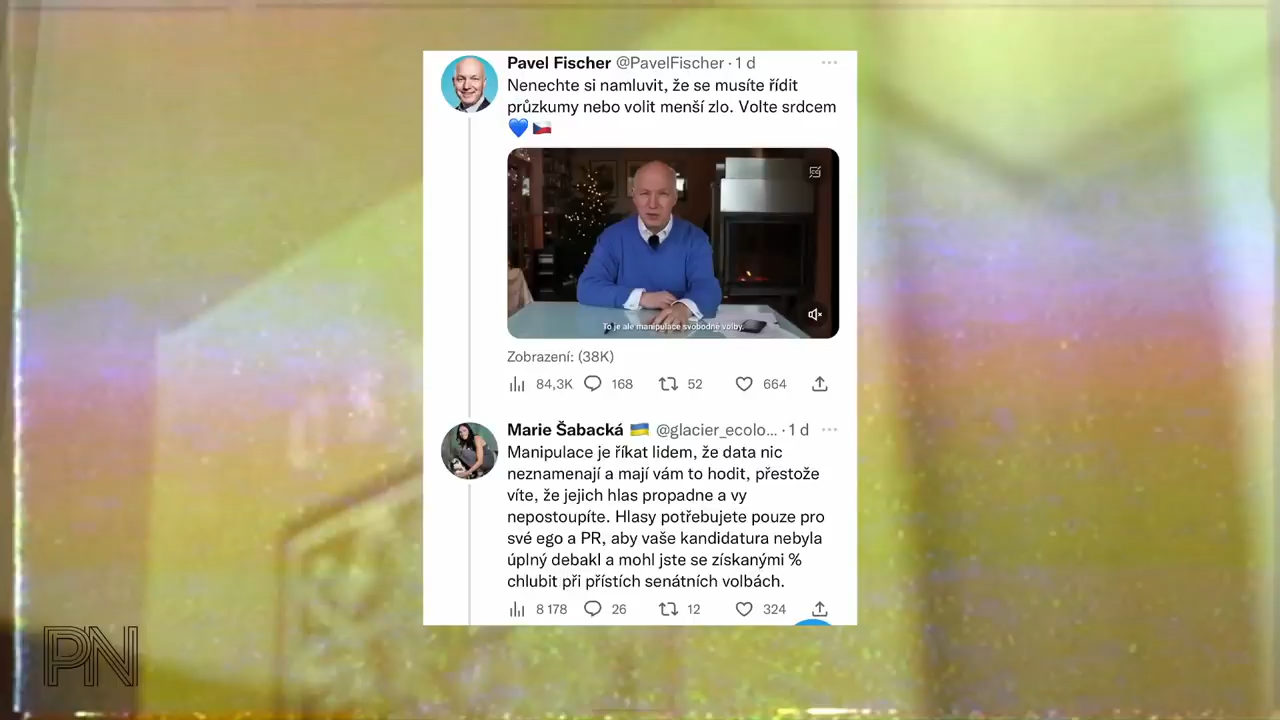 Pavel Fischer @PavelFischer · 1 d
Nenechte si namluvit, že se musíte řídit
průzkumy nebo volit menší zlo. Volte srdcem
💙 🇨🇿
To je ale manipulace svobodné volby.
Zobrazení: (38K)
84,3K 168 52 664
Marie Šabacká 🇺🇦 @glacier_ecolo... · 1 d
Manipulace je říkat lidem, že data nic
neznamenají a mají vám to hodit, přestože
víte, že jejich hlas propadne a vy
nepostoupíte. Hlasy potřebujete pouze pro
své ego a PR, aby vaše kandidatura nebyla
úplný debakl a mohl jste se získanými %
chlubit při přístích senátních volbách.
8 178 26 12 324
PN